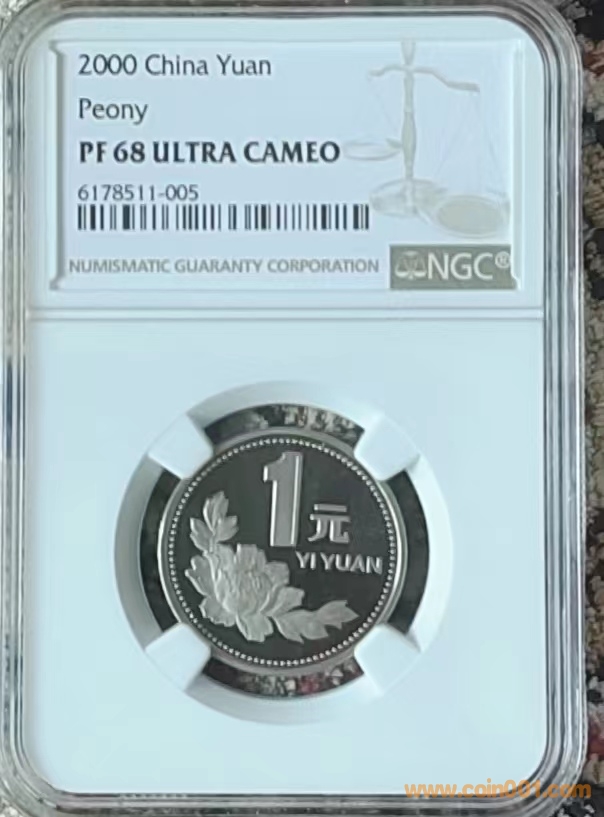 2000 China Yuan
Peony
PF 68 ULTRA CAMEO
6178511-005
NUMISMATIC GUARANTY CORPORATION
NGC®
1元
YI YUAN
www.coin001.com